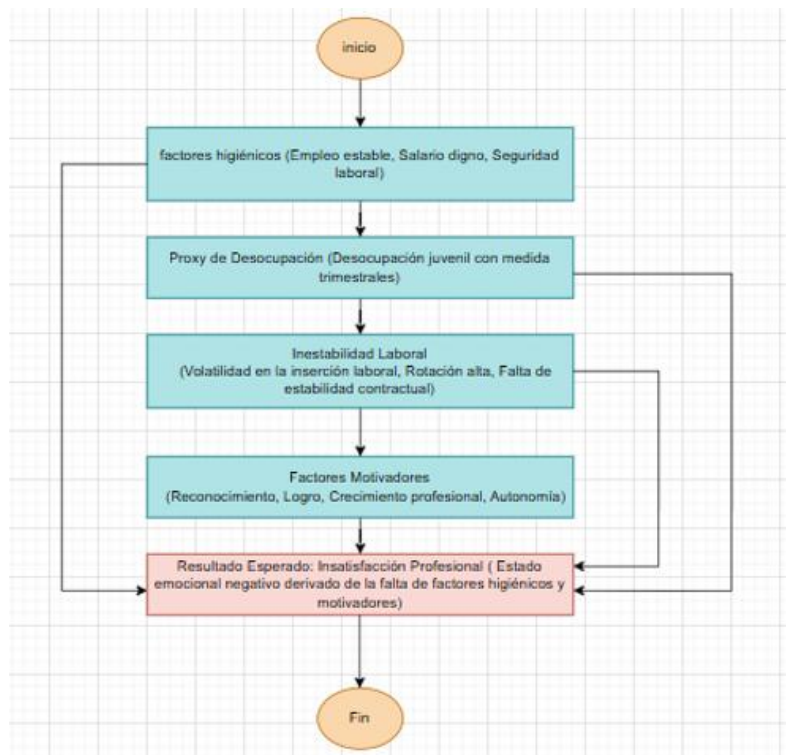 inicio
factores higiénicos (Empleo estable, Salario digno, Seguridad
laboral)
Proxy de Desocupación (Desocupación juvenil con medida
trimestrales)
Inestabilidad Laboral
(Volatilidad en la inserción laboral, Rotación alta, Falta de
estabilidad contractual)
Factores Motivadores
(Reconocimiento, Logro, Crecimiento profesional, Autonomía)
Resultado Esperado: Insatisfacción Profesional ( Estado
emocional negativo derivado de la falta de factores higiénicos y
motivadores)
Fin